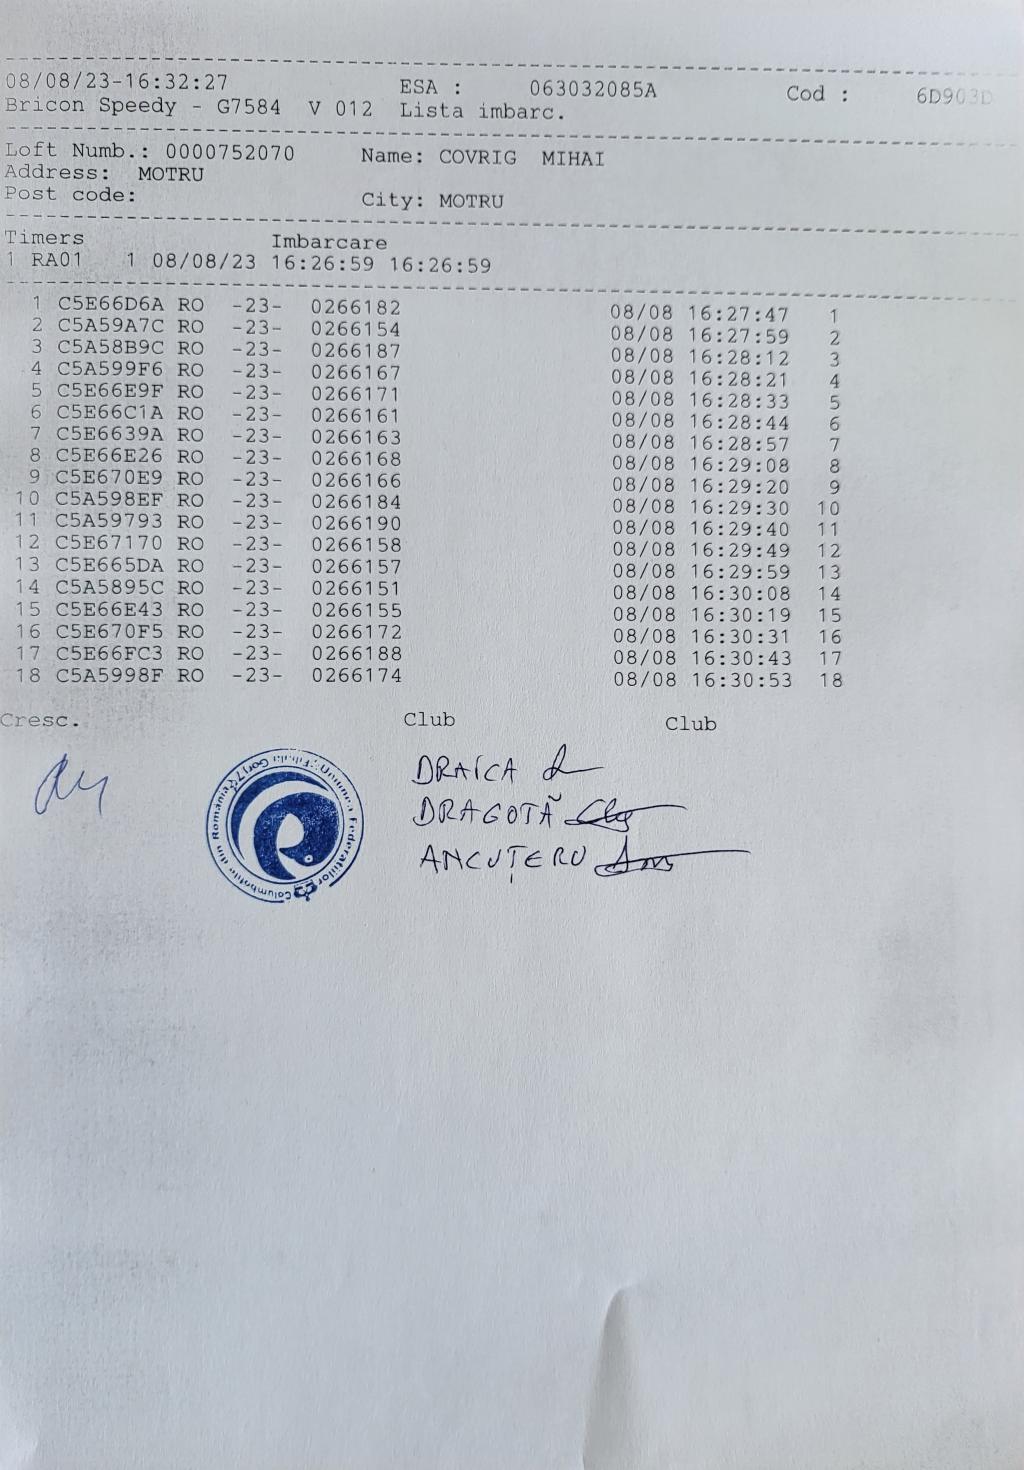 08/08/23-16:32:27 ESA : 063032085A Cod : 6D903D
Bricon Speedy - G7584 V 012 Lista imbarc.
Loft Numb.: 0000752070 Name: COVRIG MIHAI
Address: MOTRU
Post code: City: MOTRU
Timers Imbarcare
1 RA01 1 08/08/23 16:26:59 16:26:59
1 C5E66D6A RO -23- 0266182 08/08 16:27:47 1
2 C5A59A7C RO -23- 0266154 08/08 16:27:59 2
3 C5A58B9C RO -23- 0266187 08/08 16:28:12 3
4 C5A599F6 RO -23- 0266167 08/08 16:28:21 4
5 C5E66E9F RO -23- 0266171 08/08 16:28:33 5
6 C5E66C1A RO -23- 0266161 08/08 16:28:44 6
7 C5E6639A RO -23- 0266163 08/08 16:28:57 7
8 C5E66E26 RO -23- 0266168 08/08 16:29:08 8
9 C5E670E9 RO -23- 0266166 08/08 16:29:20 9
10 C5A598EF RO -23- 0266184 08/08 16:29:30 10
11 C5A59793 RO -23- 0266190 08/08 16:29:40 11
12 C5E67170 RO -23- 0266158 08/08 16:29:49 12
13 C5E665DA RO -23- 0266157 08/08 16:29:59 13
14 C5A5895C RO -23- 0266151 08/08 16:30:08 14
15 C5E66E43 RO -23- 0266155 08/08 16:30:19 15
16 C5E670F5 RO -23- 0266172 08/08 16:30:31 16
17 C5E66FC3 RO -23- 0266188 08/08 16:30:43 17
18 C5A5998F RO -23- 0266174 08/08 16:30:53 18
Cresc. Club Club
DRAICA
DRAGOTĂ
ANCUȚERU
Uniunea Federațiilor Columbofile din România